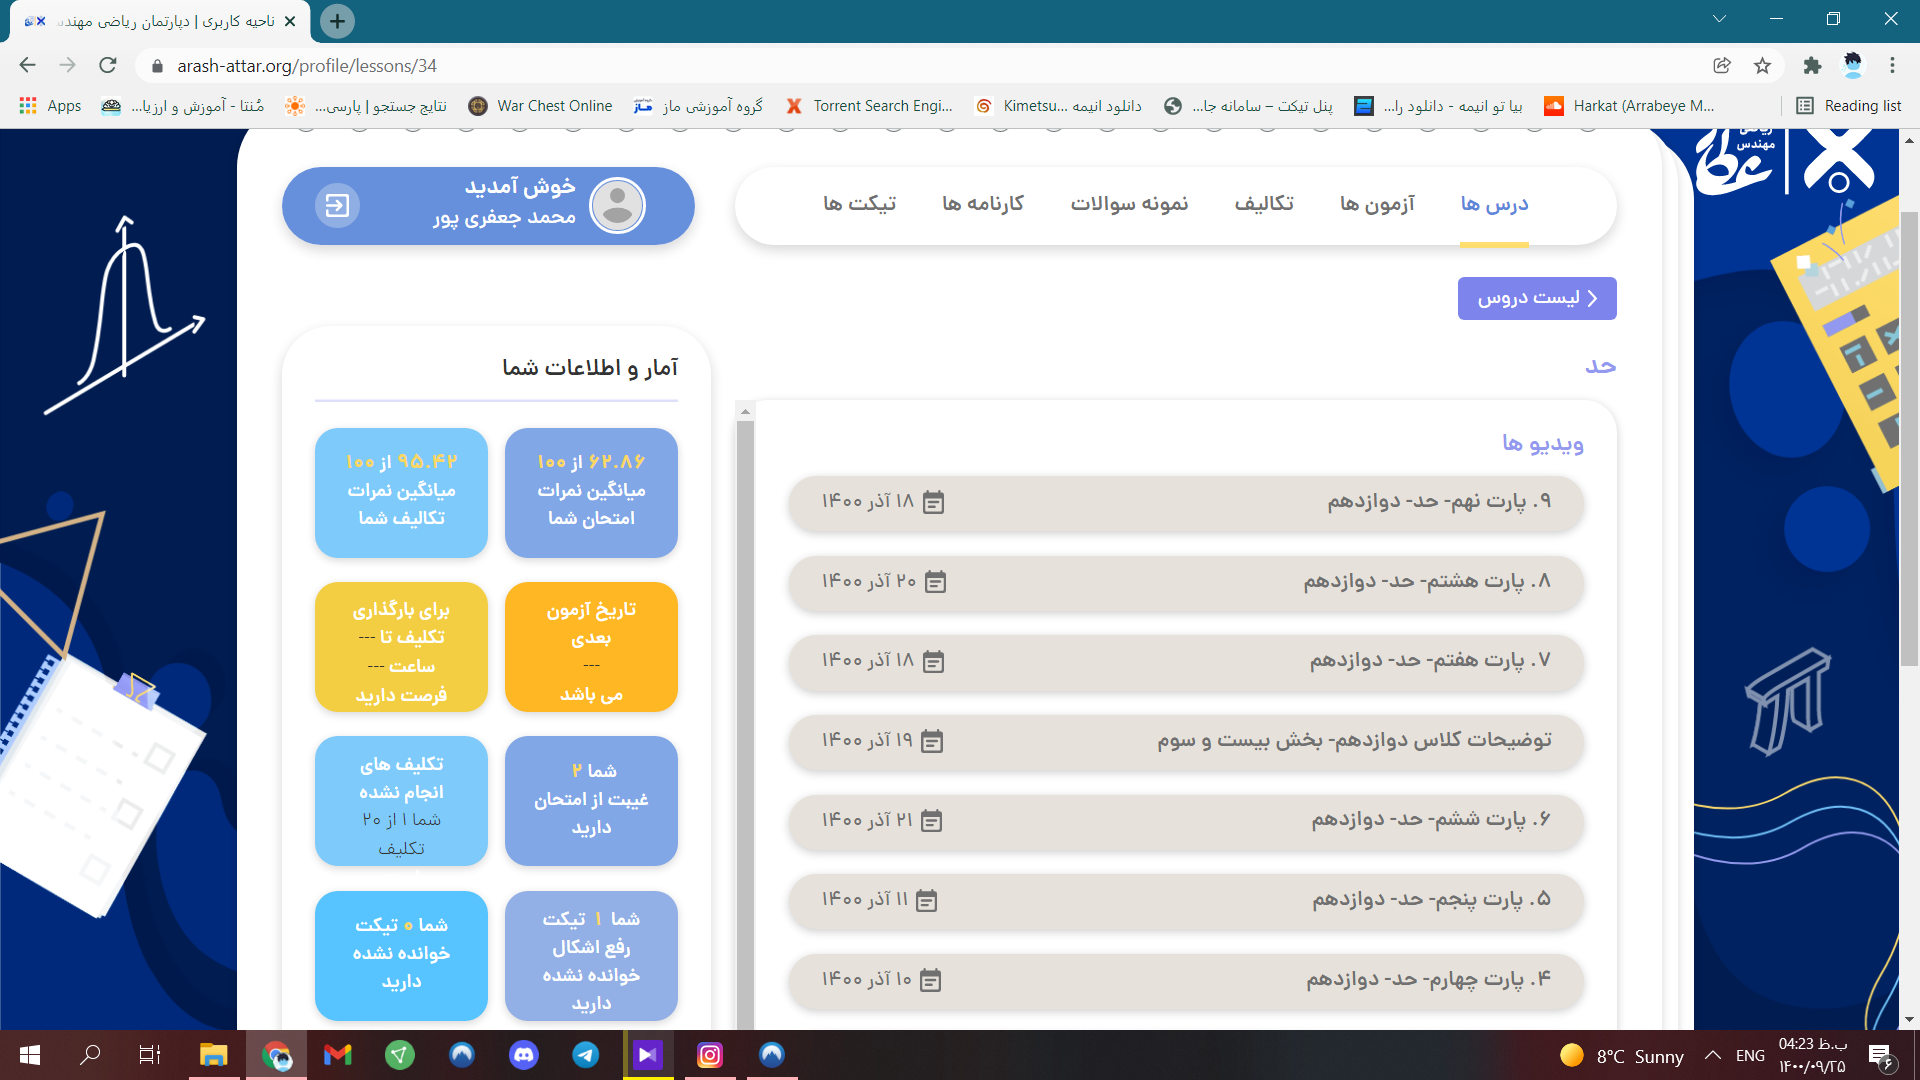 ناحیه کاربری | دپارتمان ریاضی مهندس
arash-attar.org/profile/lessons/34
Apps
مُنتا - آموزش و ارزیا...
نتایج جستجو | پارسی...
War Chest Online
گروه آموزشی ماز
Torrent Search Engi...
دانلود انیمه ...Kimetsu
پنل تیکت – سامانه جا...
بیا تو انیمه - دانلود را...
Harkat (Arrabeye M...
Reading list
ریاضی
مهندس
عطار
درس ها
آزمون ها
تکالیف
نمونه سوالات
کارنامه ها
تیکت ها
خوش آمدید
محمد جعفری پور
لیست دروس
حد
ویدیو ها
۹. پارت نهم- حد- دوازدهم
۱۸ آذر ۱۴۰۰
۸. پارت هشتم- حد- دوازدهم
۲۰ آذر ۱۴۰۰
۷. پارت هفتم- حد- دوازدهم
۱۸ آذر ۱۴۰۰
توضیحات کلاس دوازدهم- بخش بیست و سوم
۱۹ آذر ۱۴۰۰
۶. پارت ششم- حد- دوازدهم
۲۱ آذر ۱۴۰۰
۵. پارت پنجم- حد- دوازدهم
۱۱ آذر ۱۴۰۰
۴. پارت چهارم- حد- دوازدهم
۱۰ آذر ۱۴۰۰
آمار و اطلاعات شما
۶۲.۸۶ از ۱۰۰
میانگین نمرات
امتحان شما
۹۵.۴۲ از ۱۰۰
میانگین نمرات
تکالیف شما
تاریخ آزمون
بعدی
---
می باشد
برای بارگذاری
تکلیف تا ---
ساعت ---
فرصت دارید
شما ۲
غیبت از امتحان
دارید
تکلیف های
انجام نشده
شما ۱ از ۲۰
تکلیف
شما ۱ تیکت
رفع اشکال
خوانده نشده
دارید
شما ۰ تیکت
خوانده نشده
دارید
8°C Sunny
ENG
04:23 ب.ظ
۱۴۰۰/۰۹/۲۵
۶